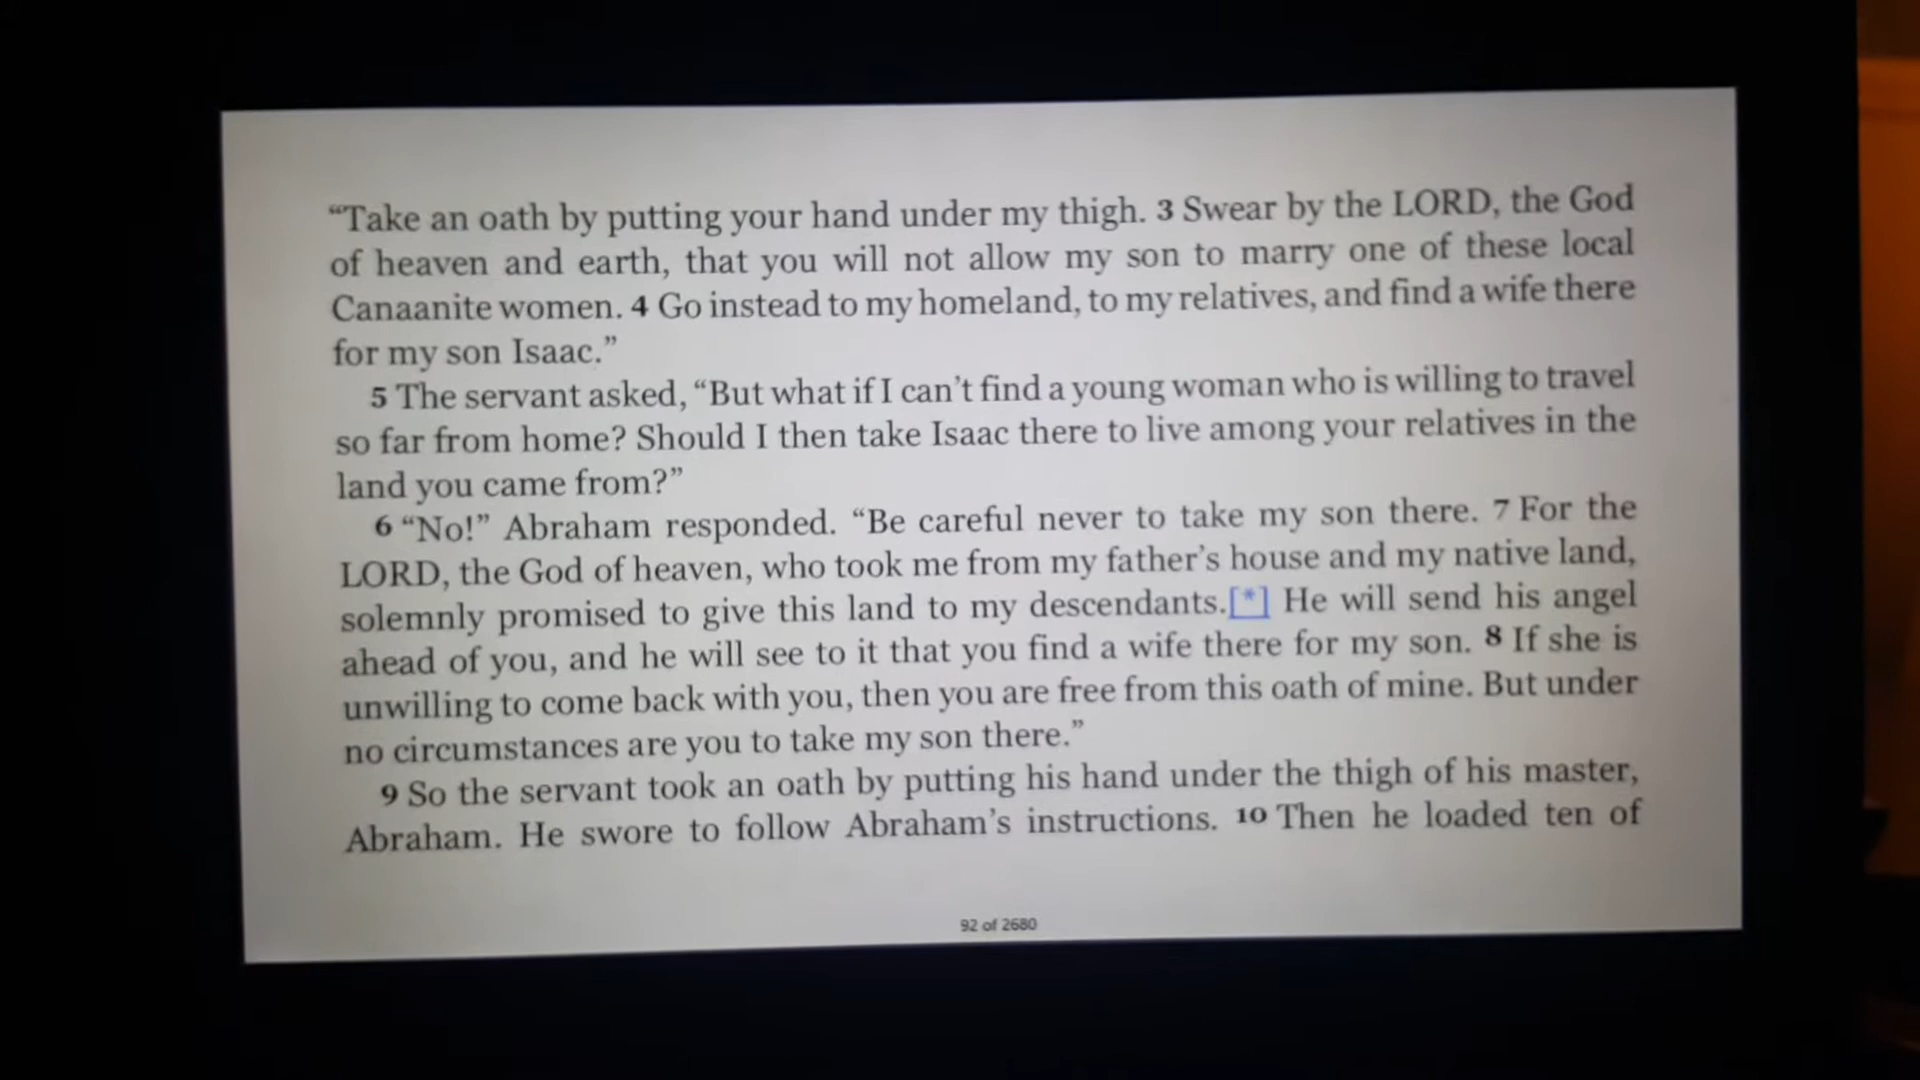 “Take an oath by putting your hand under my thigh. 3 Swear by the LORD, the God
of heaven and earth, that you will not allow my son to marry one of these local
Canaanite women. 4 Go instead to my homeland, to my relatives, and find a wife there
for my son Isaac.”
5 The servant asked, “But what if I can’t find a young woman who is willing to travel
so far from home? Should I then take Isaac there to live among your relatives in the
land you came from?”
6 “No!” Abraham responded. “Be careful never to take my son there. 7 For the
LORD, the God of heaven, who took me from my father’s house and my native land,
solemnly promised to give this land to my descendants.[*] He will send his angel
ahead of you, and he will see to it that you find a wife there for my son. 8 If she is
unwilling to come back with you, then you are free from this oath of mine. But under
no circumstances are you to take my son there.”
9 So the servant took an oath by putting his hand under the thigh of his master,
Abraham. He swore to follow Abraham’s instructions. 10 Then he loaded ten of
92 of 2680